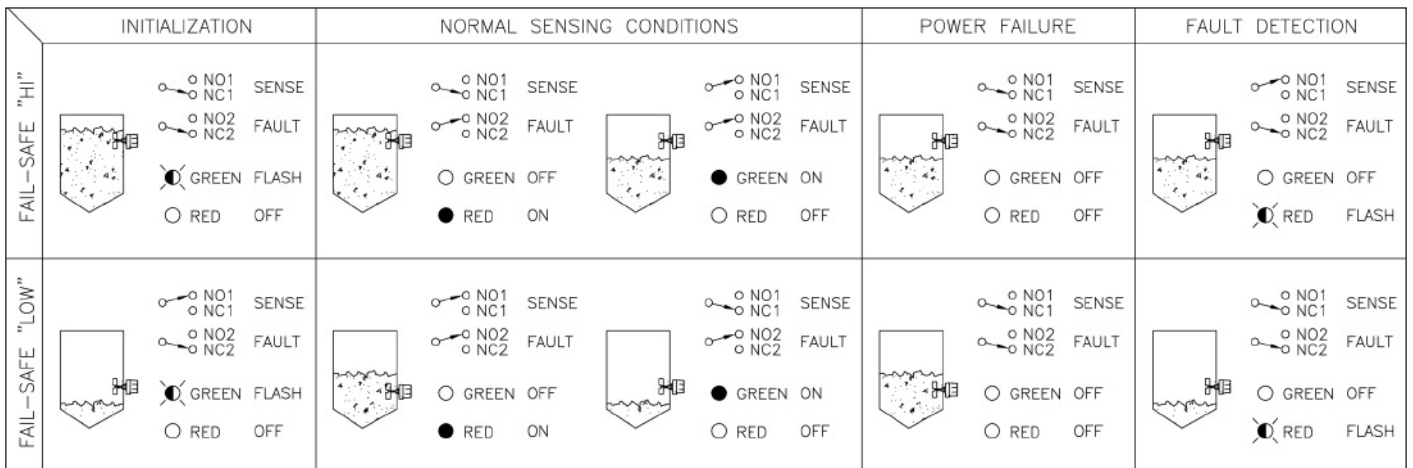 INITIALIZATION
NORMAL SENSING CONDITIONS
POWER FAILURE
FAULT DETECTION
FAIL-SAFE "HI"
NO1
NC1 SENSE
NO2
NC2 FAULT
GREEN FLASH
RED OFF
NO1
NC1 SENSE
NO2
NC2 FAULT
GREEN OFF
RED ON
NO1
NC1 SENSE
NO2
NC2 FAULT
GREEN ON
RED OFF
NO1
NC1 SENSE
NO2
NC2 FAULT
GREEN OFF
RED OFF
NO1
NC1 SENSE
NO2
NC2 FAULT
GREEN OFF
RED FLASH
FAIL-SAFE "LOW"
NO1
NC1 SENSE
NO2
NC2 FAULT
GREEN FLASH
RED OFF
NO1
NC1 SENSE
NO2
NC2 FAULT
GREEN OFF
RED ON
NO1
NC1 SENSE
NO2
NC2 FAULT
GREEN ON
RED OFF
NO1
NC1 SENSE
NO2
NC2 FAULT
GREEN OFF
RED OFF
NO1
NC1 SENSE
NO2
NC2 FAULT
GREEN OFF
RED FLASH